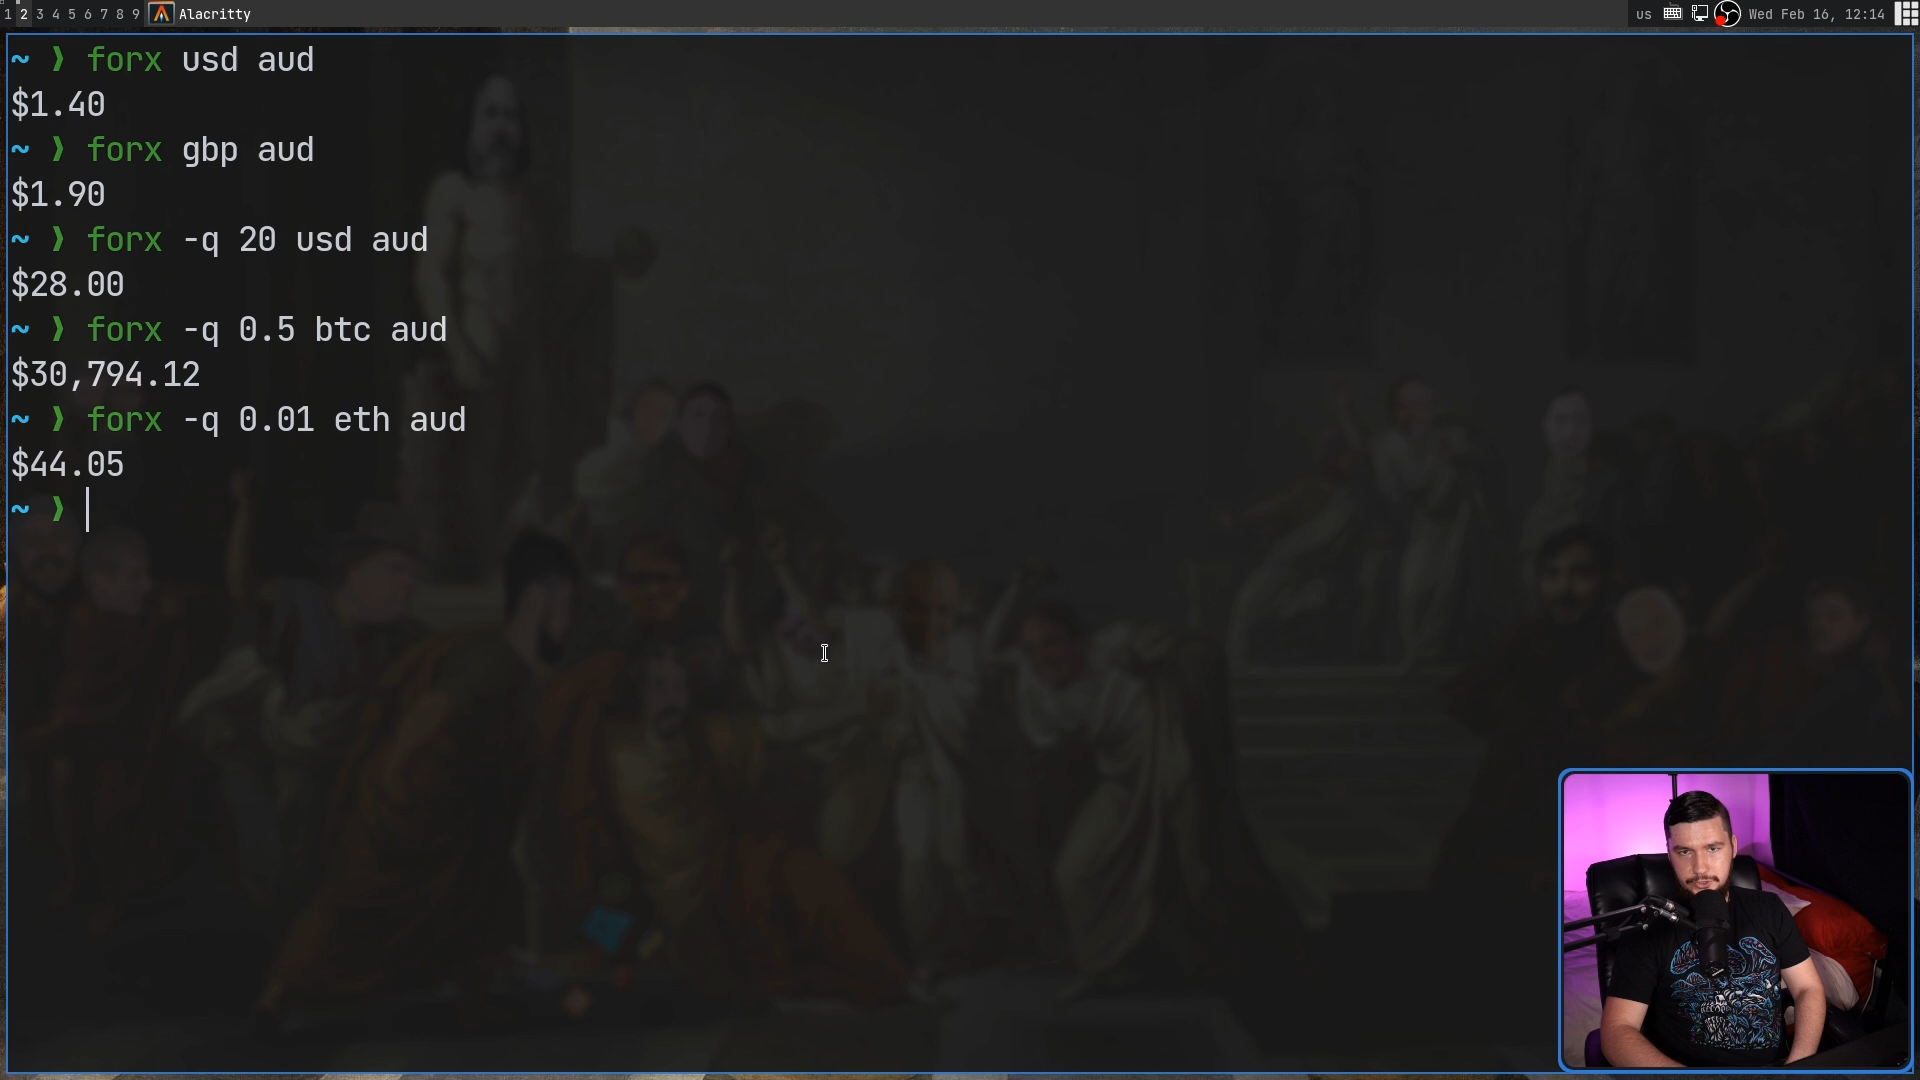 1 2 3 4 5 6 7 8 9 Alacritty us Wed Feb 16, 12:14
~ ❯ forx usd aud
$1.40
~ ❯ forx gbp aud
$1.90
~ ❯ forx -q 20 usd aud
$28.00
~ ❯ forx -q 0.5 btc aud
$30,794.12
~ ❯ forx -q 0.01 eth aud
$44.05
~ ❯